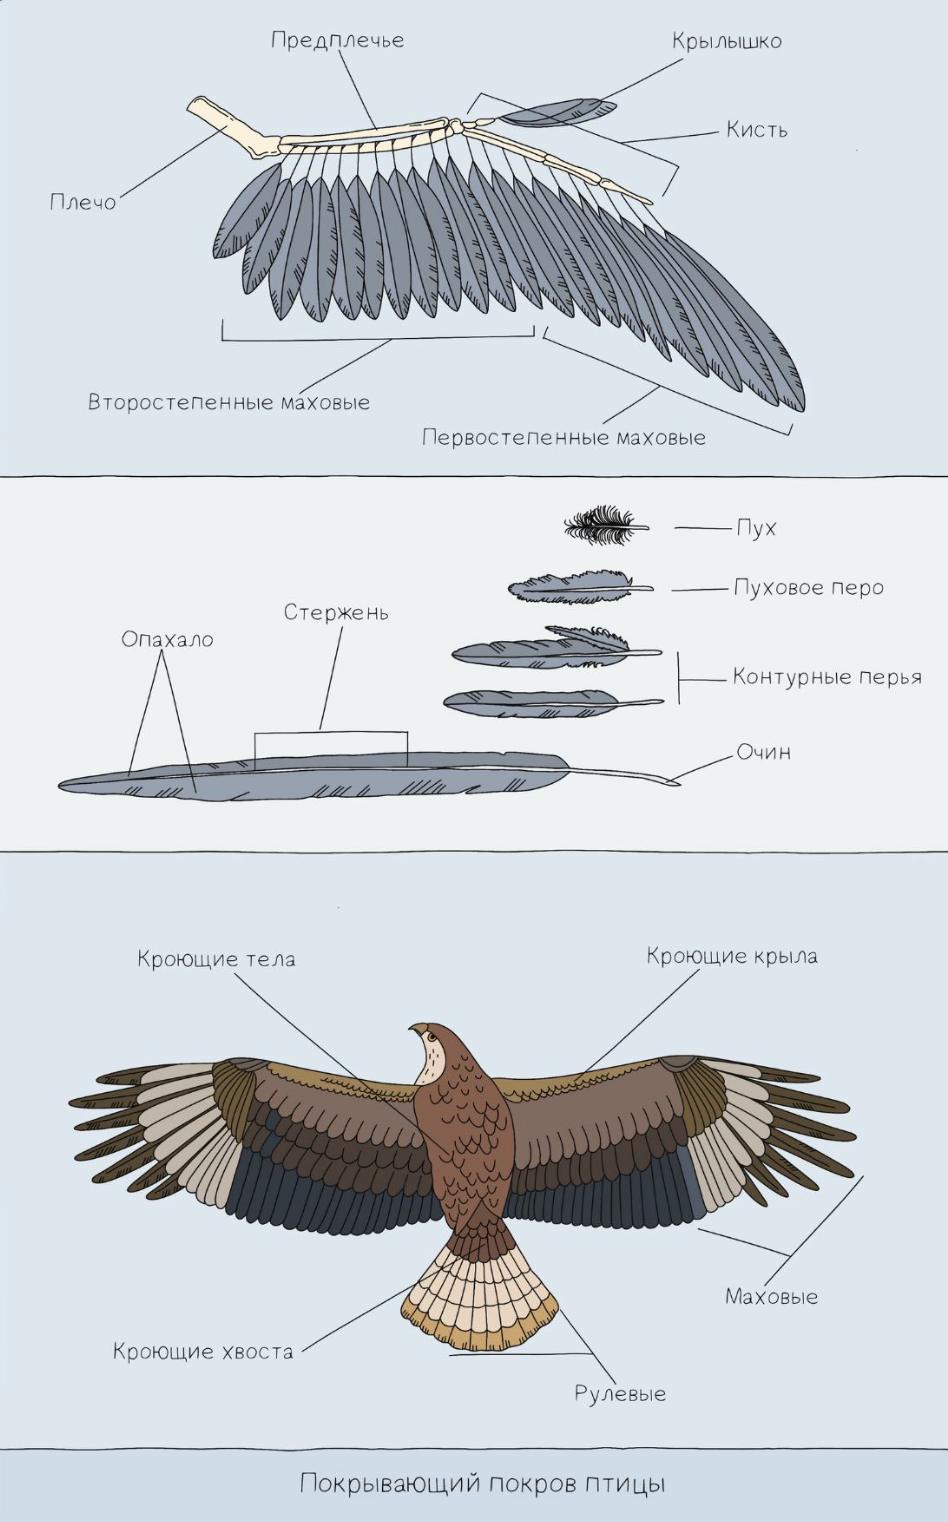 Предплечье
Крылышко
Кисть
Плечо
Второстепенные маховые
Первостепенные маховые
Пух
Пуховое перо
Стержень
Опахало
Контурные перья
Очин
Кроющие тела
Кроющие крыла
Маховые
Кроющие хвоста
Рулевые
Покрывающий покров птицы